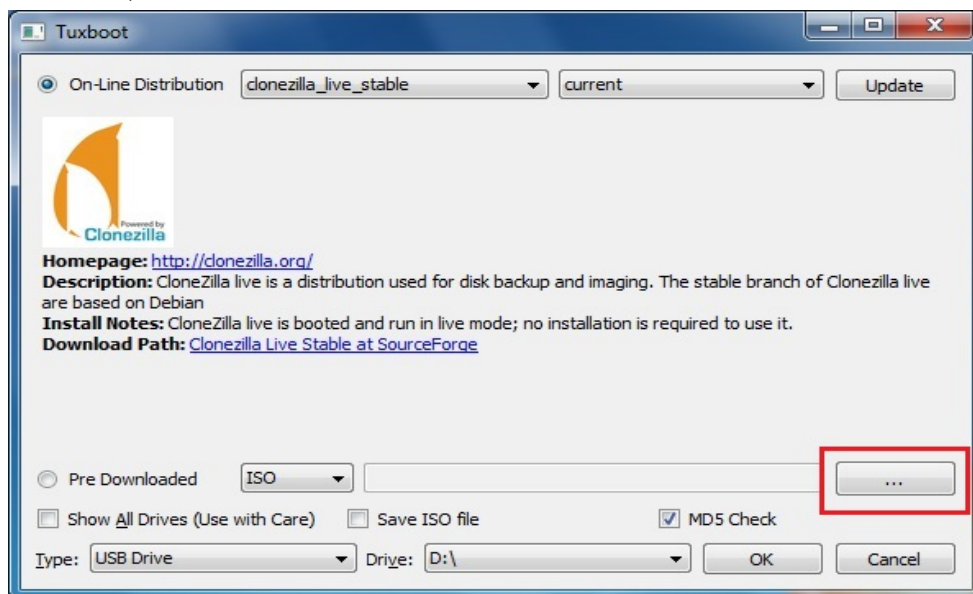 Tuxboot
On-Line Distribution clonezilla_live_stable current Update
Powered by
Clonezilla
Homepage: http://clonezilla.org/
Description: CloneZilla live is a distribution used for disk backup and imaging. The stable branch of Clonezilla live
are based on Debian
Install Notes: CloneZilla live is booted and run in live mode; no installation is required to use it.
Download Path: Clonezilla Live Stable at SourceForge
Pre Downloaded ISO ...
Show All Drives (Use with Care) Save ISO file MD5 Check
Type: USB Drive Drive: D:\ OK Cancel